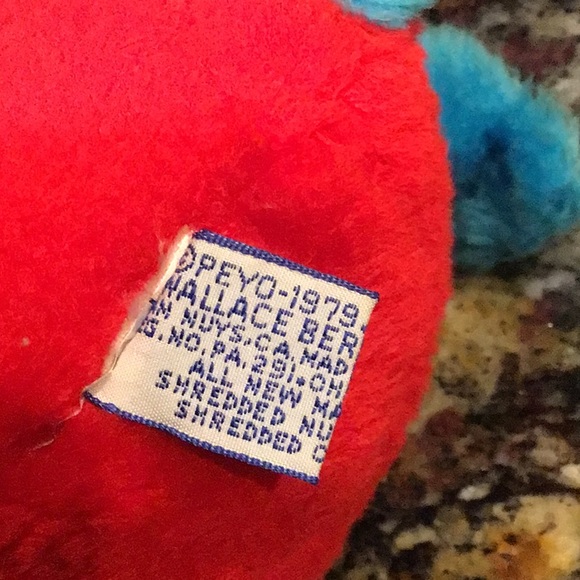 ©PEYO-1979
WALLACE BER
N NUYS, CA. MAD
G. NO. PA. 291. OH
ALL NEW MA
SHREDDED NU
SHREDDED C